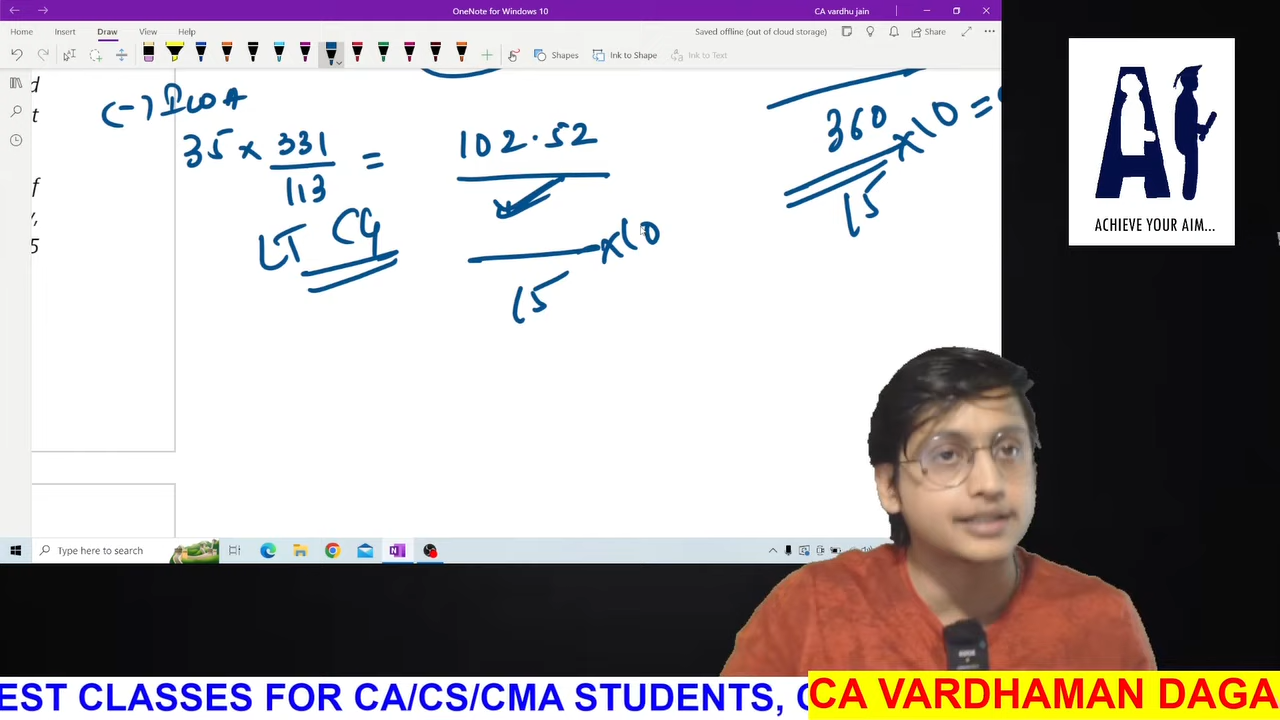 OneNote for Windows 10
CA vardhu jain
Home Insert Draw View Help
Saved offline (out of cloud storage)
Share
Shapes
Ink to Shape
Ink to Text
d
t
f
y,
5
(-) ICOA
35 × 331/113 = 102.52
LT CG
/15 × 10
360
/15 × 10 =
Type here to search
ACHIEVE YOUR AIM...
EST CLASSES FOR CA/CS/CMA STUDENTS, C
CA VARDHAMAN DAGA